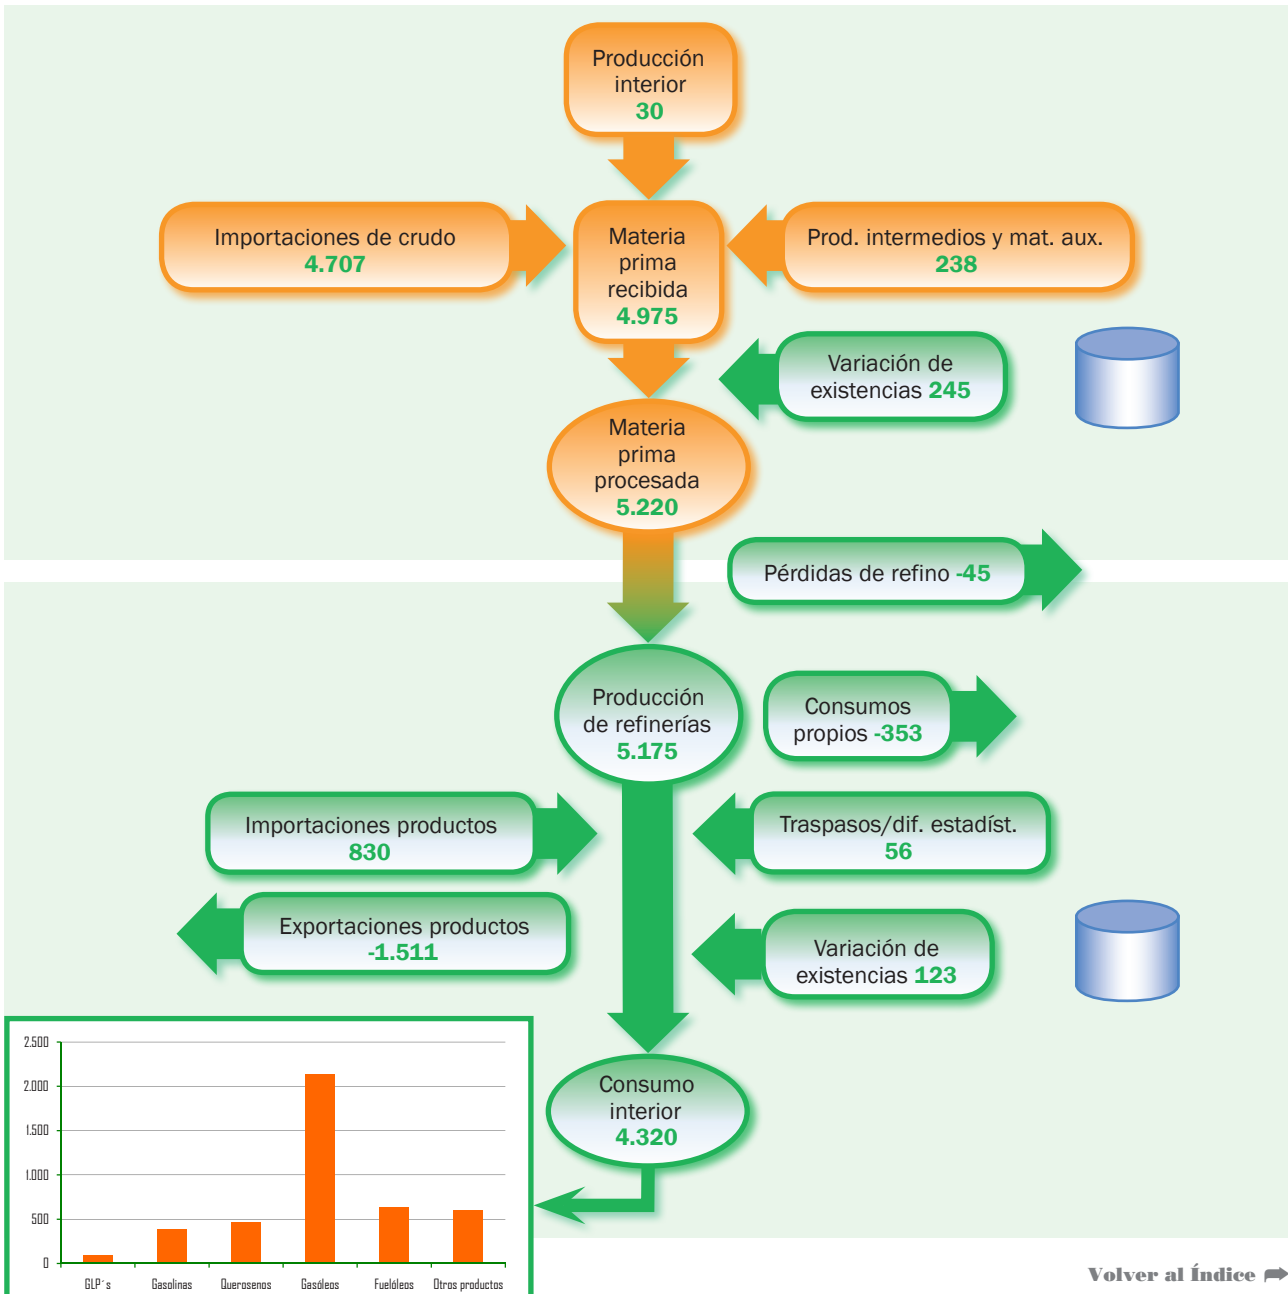 Producción
interior
30
Importaciones de crudo
4.707
Materia
prima
recibida
4.975
Prod. intermedios y mat. aux.
238
Variación de
existencias 245
Materia
prima
procesada
5.220
Pérdidas de refino -45
Producción
de refinerías
5.175
Consumos
propios -353
Importaciones productos
830
Traspasos/dif. estadíst.
56
Exportaciones productos
-1.511
Variación de
existencias 123
Consumo
interior
4.320
2.500
2.000
1.500
1.000
500
0
GLP´s Gasolinas Querosenos Gasóleos Fuelóleos Otros productos
Volver al Índice